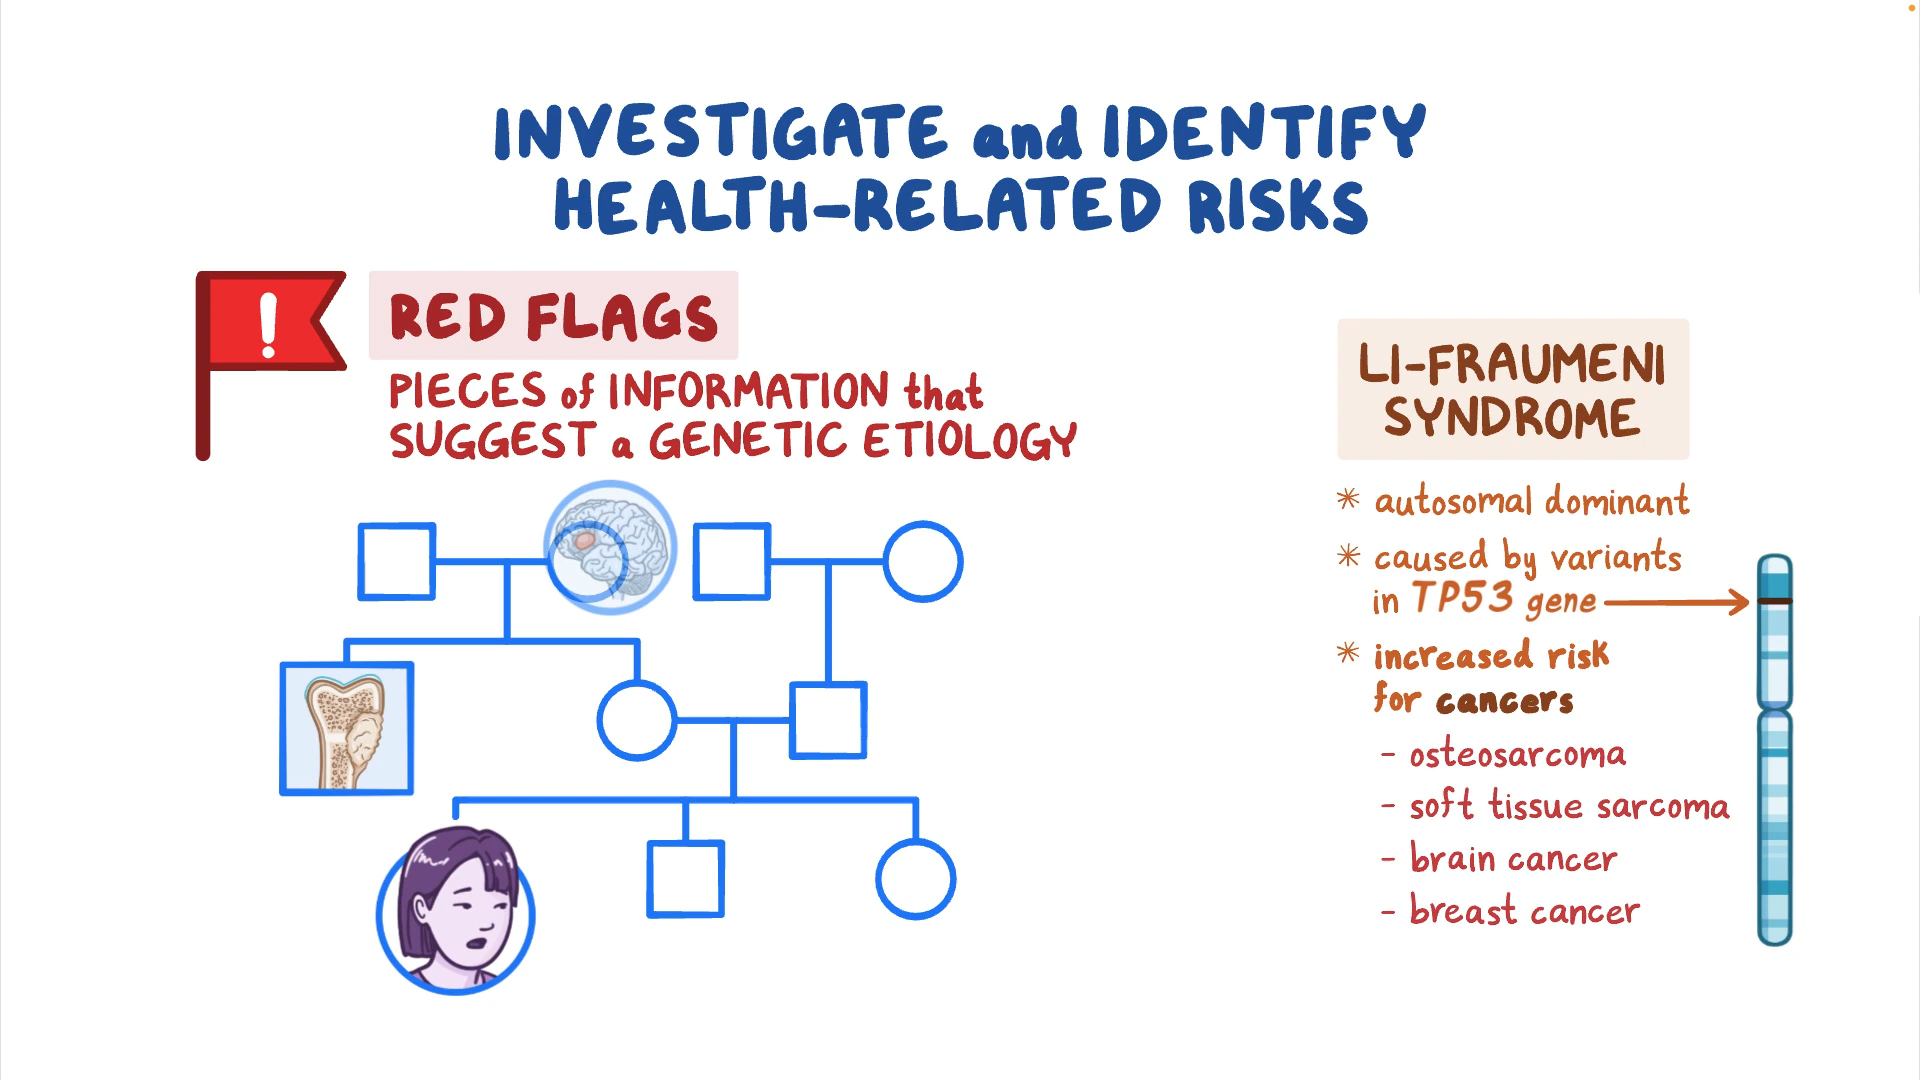 INVESTIGATE and IDENTIFY
HEALTH-RELATED RISKS
!
RED FLAGS
PIECES of INFORMATION that
SUGGEST a GENETIC ETIOLOGY
LI-FRAUMENI
SYNDROME
* autosomal dominant
* caused by variants
in TP53 gene
* increased risk
for cancers
- osteosarcoma
- soft tissue sarcoma
- brain cancer
- breast cancer